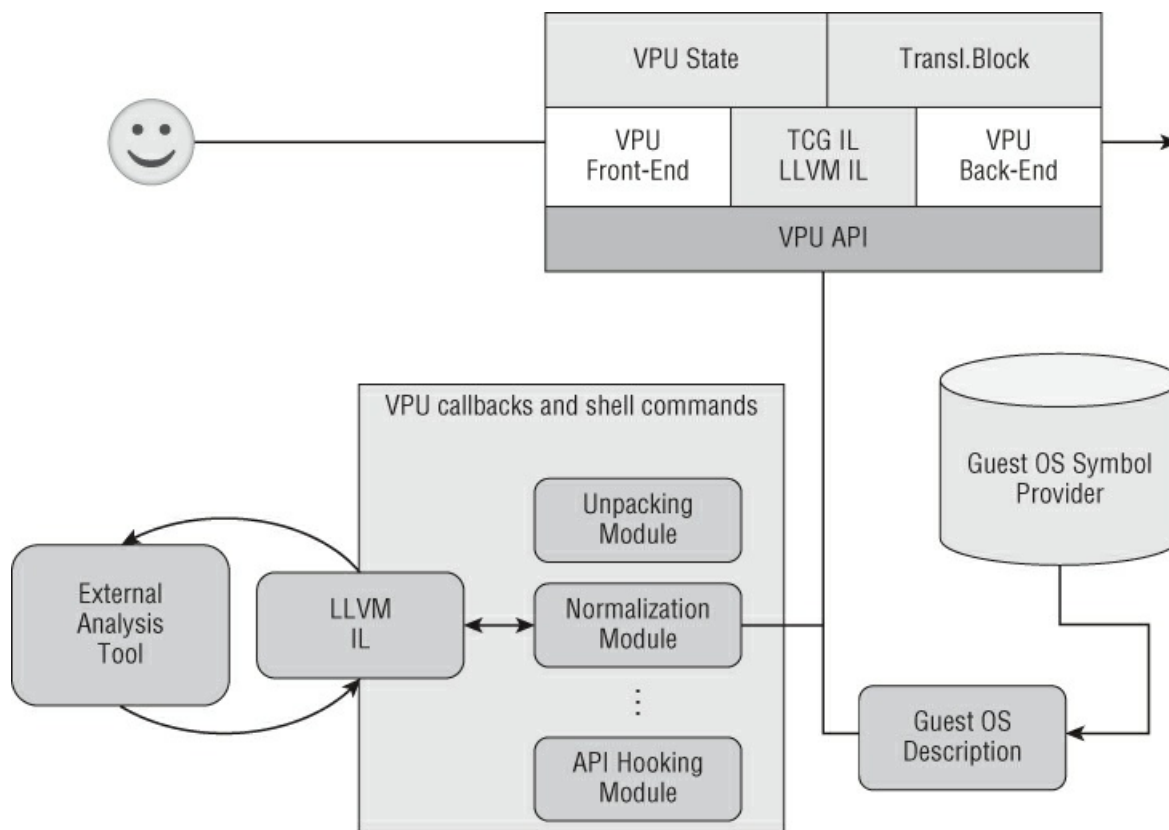 VPU State
Transl.Block
VPU
Front-End
TCG IL
LLVM IL
VPU
Back-End
VPU API
VPU callbacks and shell commands
Guest OS Symbol
Provider
Unpacking
Module
External
Analysis
Tool
LLVM
IL
Normalization
Module
Guest OS
Description
API Hooking
Module